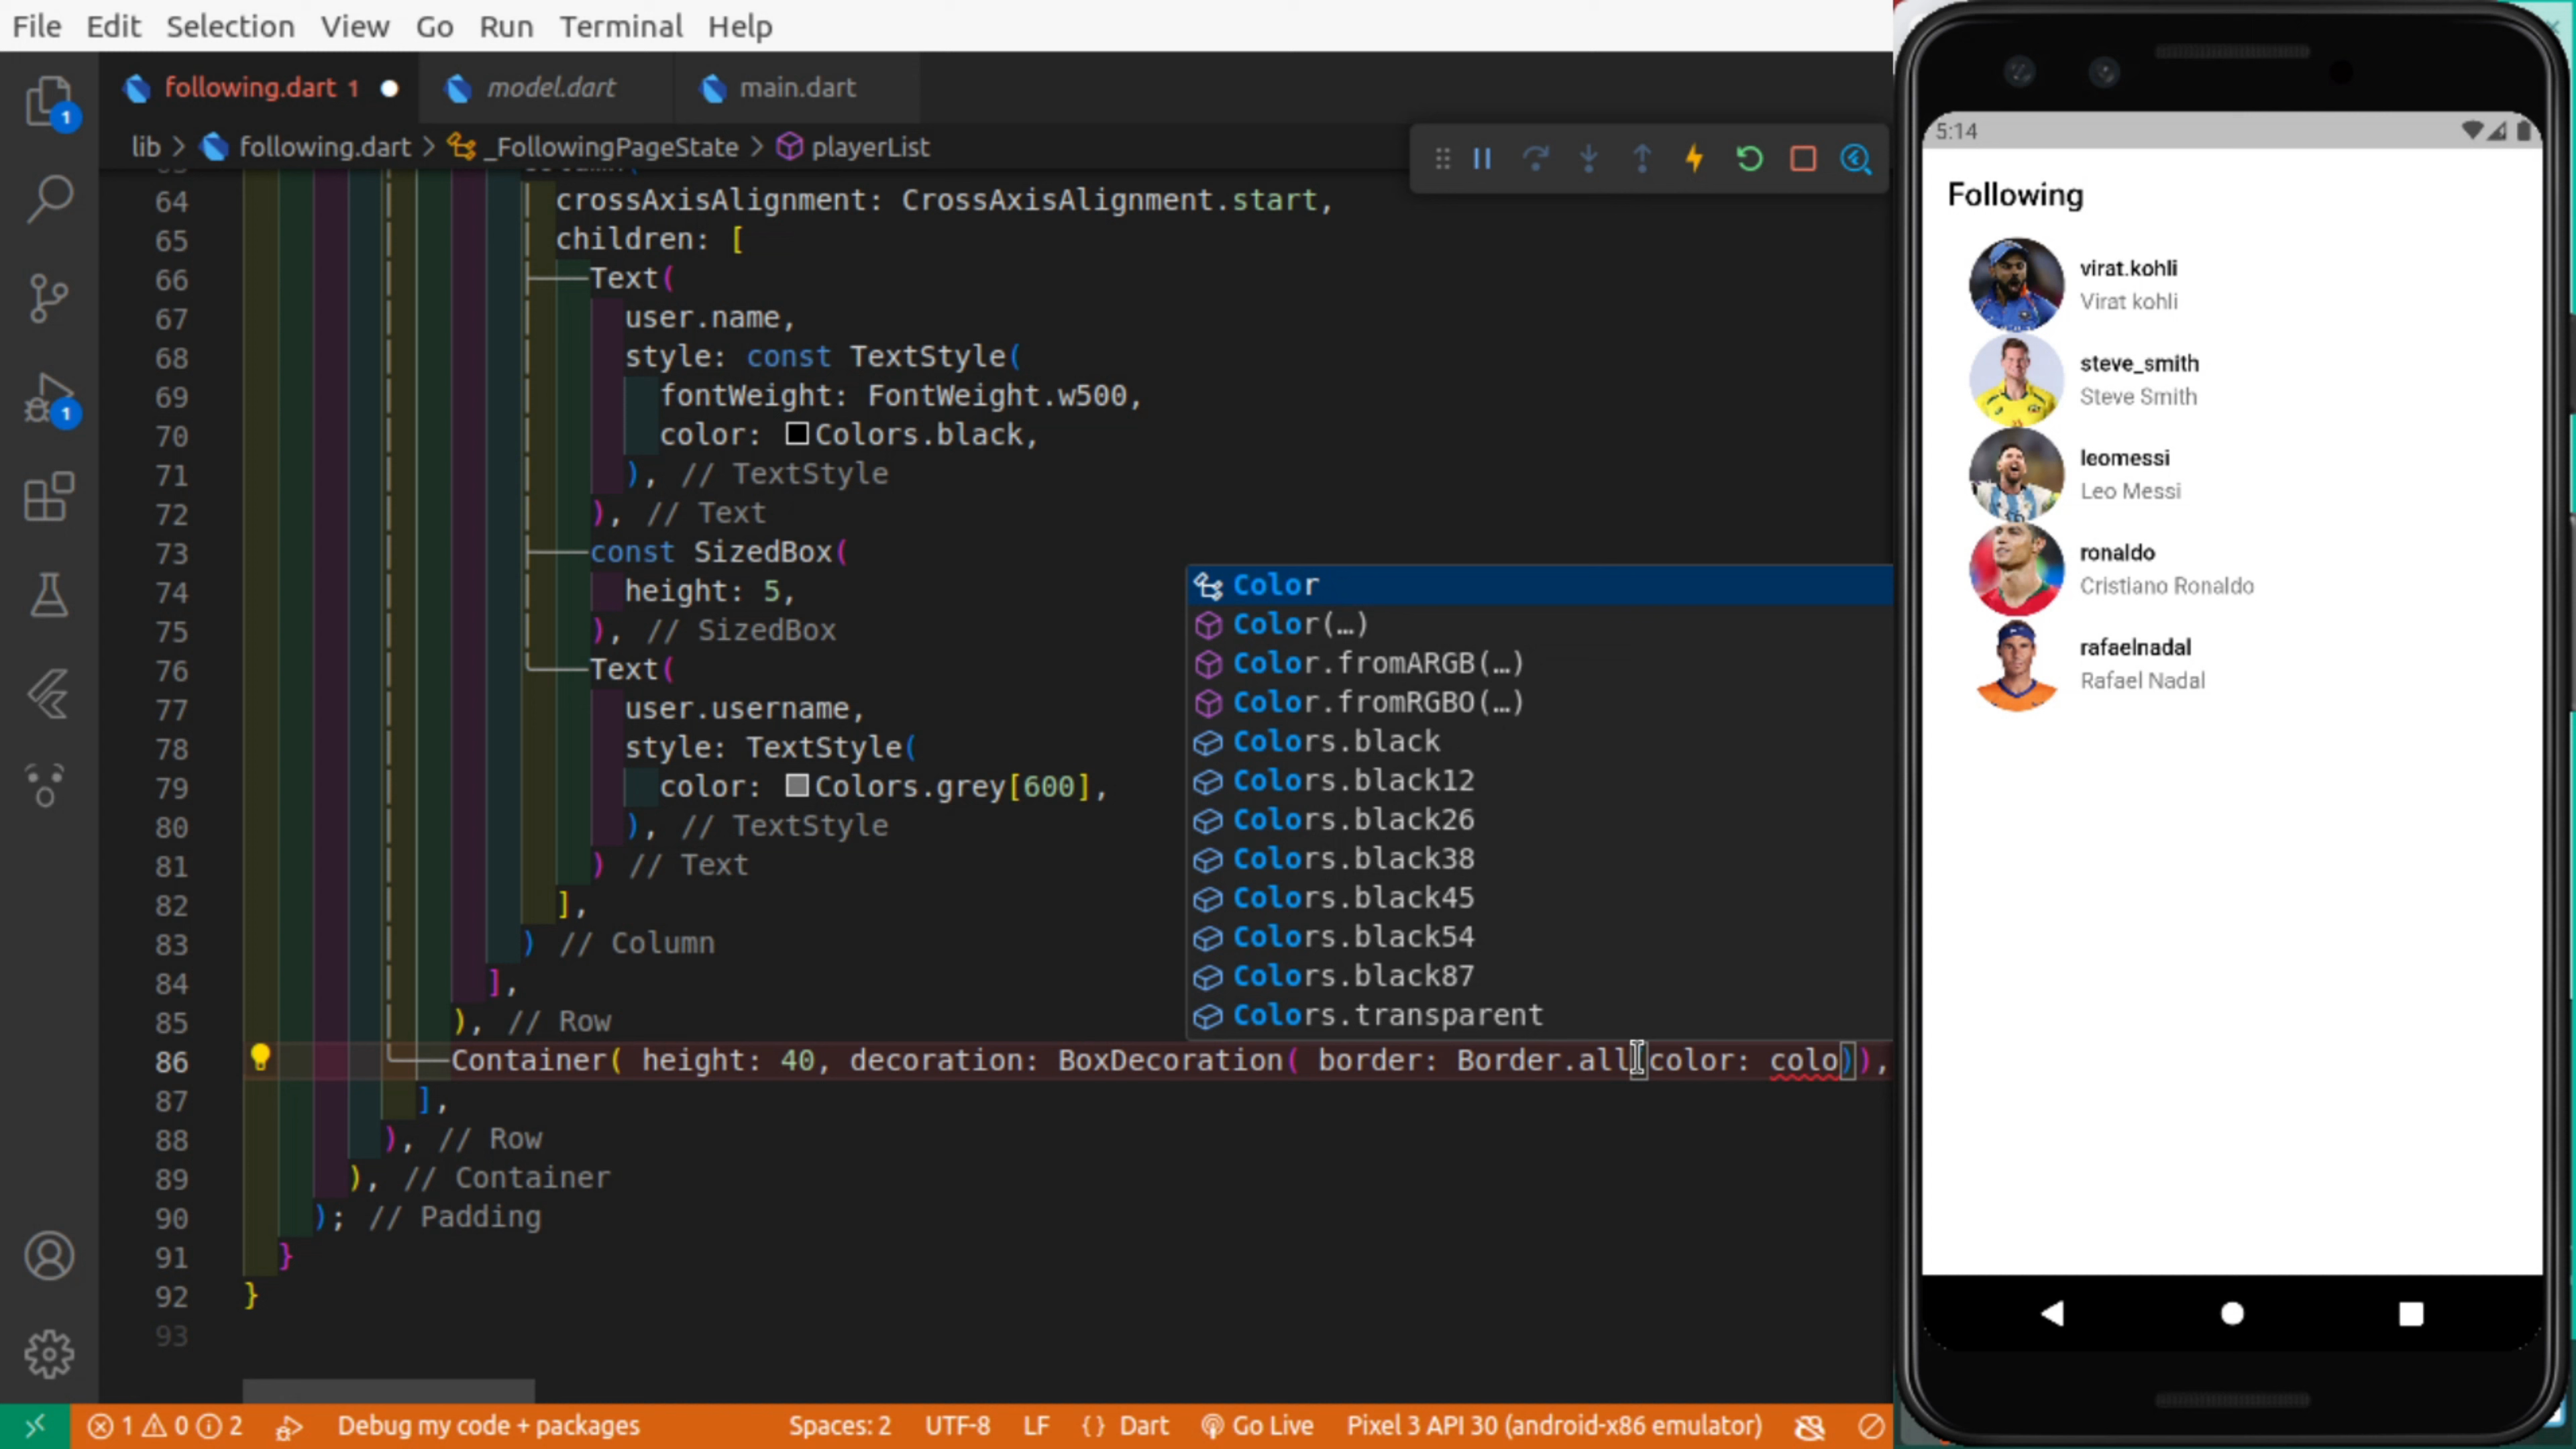 File Edit Selection View Go Run Terminal Help
following.dart 1 model.dart main.dart
lib > following.dart > _FollowingPageState > playerList
64 crossAxisAlignment: CrossAxisAlignment.start,
65 children: [
66 Text(
67 user.name,
68 style: const TextStyle(
69 fontWeight: FontWeight.w500,
70 color: Colors.black,
71 ), // TextStyle
72 ), // Text
73 const SizedBox(
74 height: 5,
75 ), // SizedBox
76 Text(
77 user.username,
78 style: TextStyle(
79 color: Colors.grey[600],
80 ), // TextStyle
81 ) // Text
82 ],
83 ) // Column
84 ],
85 ), // Row
86 Container( height: 40, decoration: BoxDecoration( border: Border.all(color: colo)),
87 ],
88 ), // Row
89 ), // Container
90 ); // Padding
91 }
92 }
93
Color
Color(…)
Color.fromARGB(…)
Color.fromRGBO(…)
Colors.black
Colors.black12
Colors.black26
Colors.black38
Colors.black45
Colors.black54
Colors.black87
Colors.transparent
1
1
1 0 2 Debug my code + packages Spaces: 2 UTF-8 LF {} Dart Go Live Pixel 3 API 30 (android-x86 emulator)
5:14
Following
virat.kohli
Virat kohli
steve_smith
Steve Smith
leomessi
Leo Messi
ronaldo
Cristiano Ronaldo
rafaelnadal
Rafael Nadal